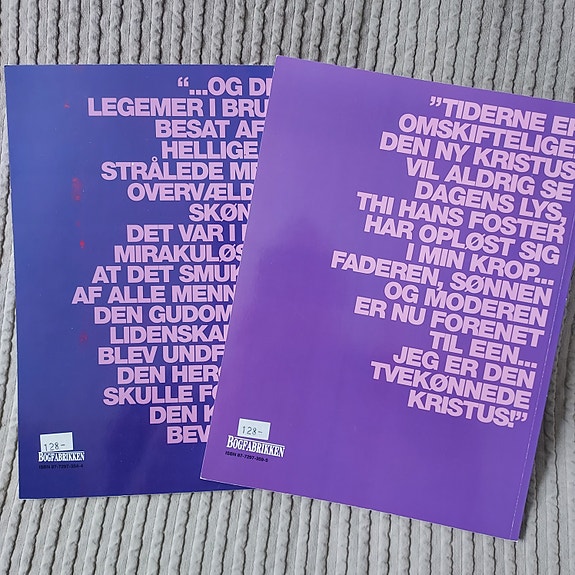 “...OG DE
LEGEMER I BRU
BESAT AF
HELLIGE
STRÅLEDE ME
OVERVÆLD
SKØN
DET VAR I
MIRAKULØS
AT DET SMUK
AF ALLE MENN
DEN GUDOM
LIDENSKA
BLEV UNDF
DEN HER
SKULLE FO
DEN K
BEV
128-
BOGFABRIKKEN
”TIDERNE ER
OMSKIFTELIGE
DEN NY KRISTUS
VIL ALDRIG SE
DAGENS LYS,
THI HANS FOSTER
HAR OPLØST SIG
I MIN KROP...
FADEREN, SØNNEN
OG MODEREN
ER NU FORENET
TIL EEN...
JEG ER DEN
TVEKØNNEDE
KRISTUS!”
128-
BOGFABRIKKEN